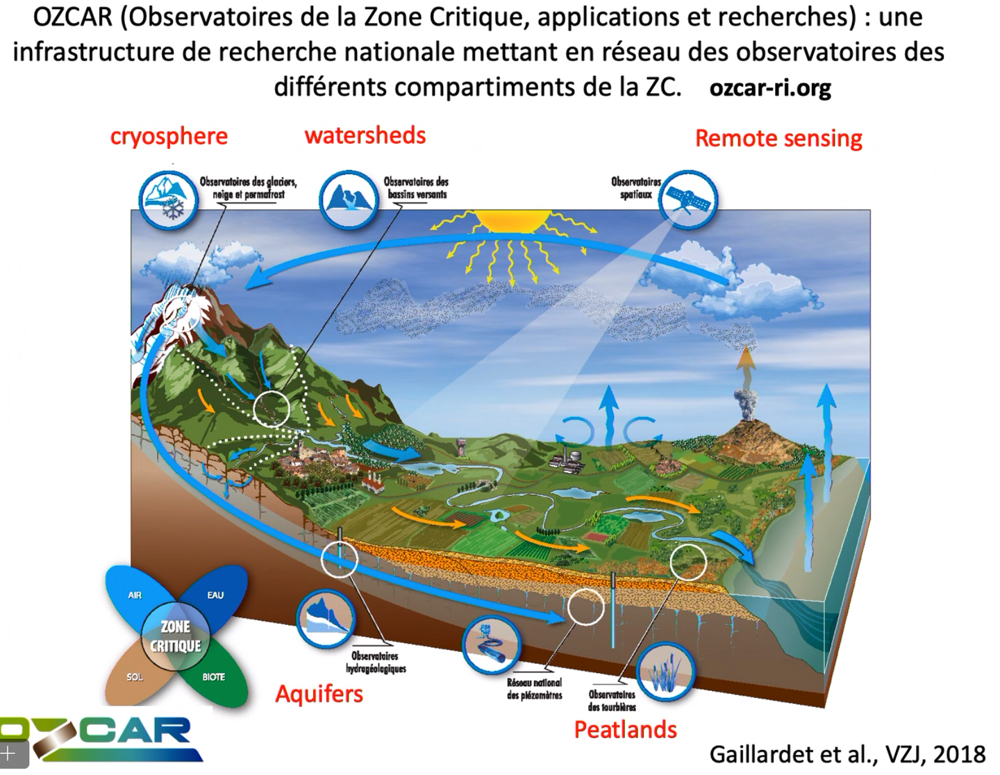 OZCAR (Observatoires de la Zone Critique, applications et recherches) : une
infrastructure de recherche nationale mettant en réseau des observatoires des
différents compartiments de la ZC. ozcar-ri.org
cryosphere
watersheds
Remote sensing
Observatoires des glaciers,
neige et permafrost
Observatoires des
bassins versants
Observatoires
spatiaux
AIR
EAU
ZONE
CRITIQUE
SOL
BIOTE
Observatoires
hydrogéologiques
Aquifers
Réseau national
des piézomètres
Observatoires
des tourbières
Peatlands
OZCAR
Gaillardet et al., VZJ, 2018